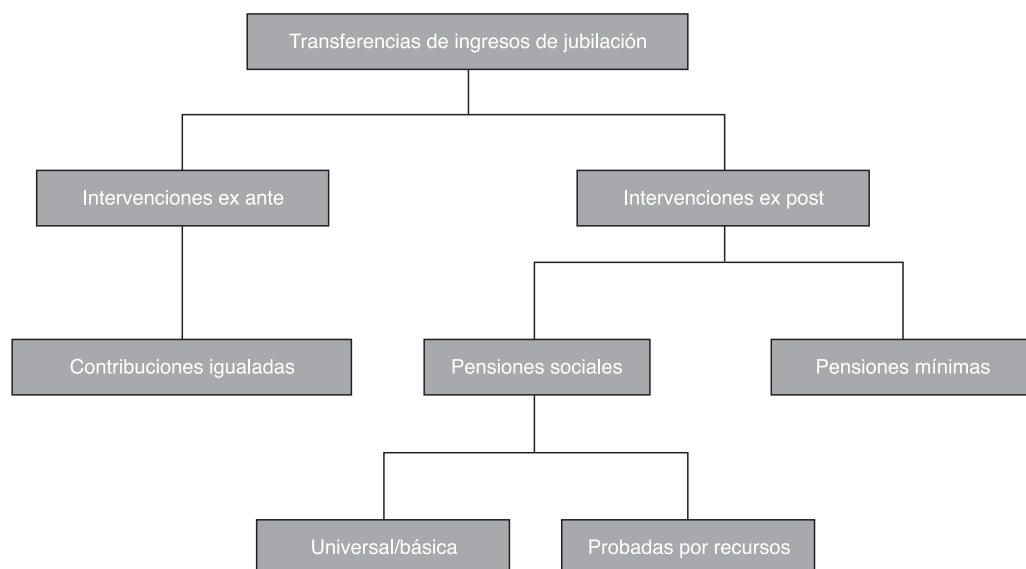 Transferencias de ingresos de jubilación
Intervenciones ex ante
Intervenciones ex post
Contribuciones igualadas
Pensiones sociales
Pensiones mínimas
Universal/básica
Probadas por recursos